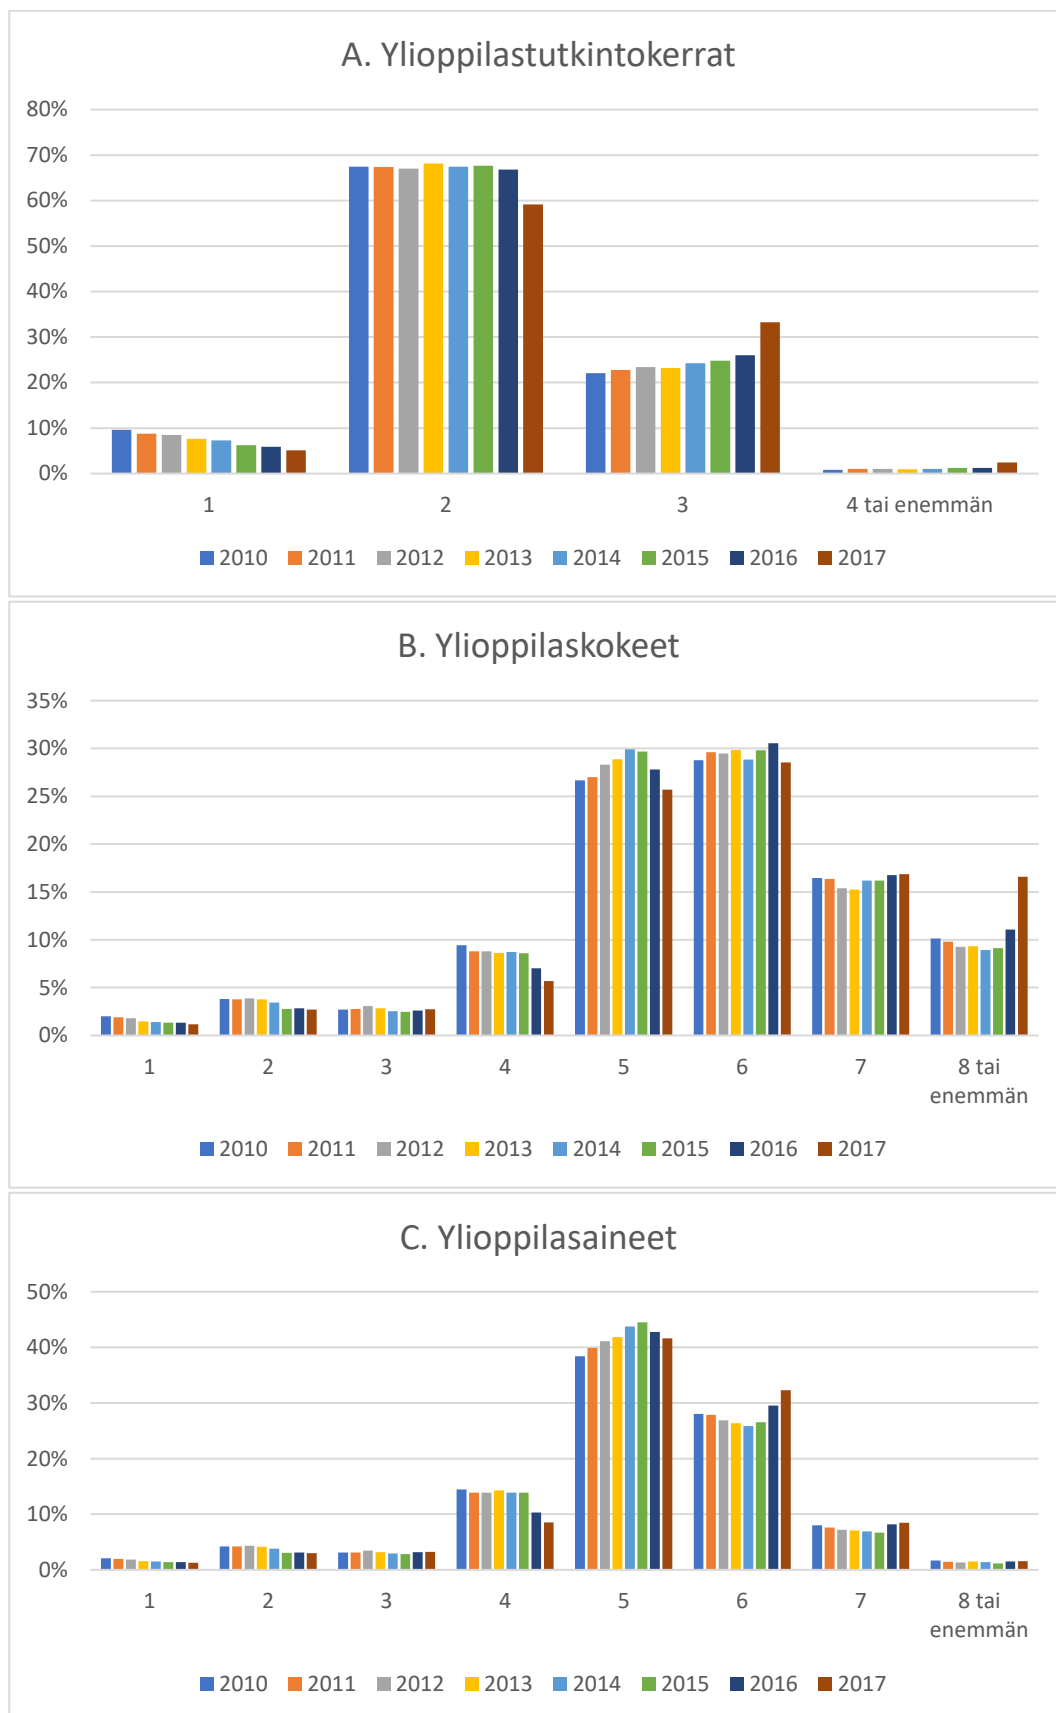 A. Ylioppilastutkintokerrat
80%
70%
60%
50%
40%
30%
20%
10%
0%
1 2 3 4 tai enemmän
2010 2011 2012 2013 2014 2015 2016 2017
B. Ylioppilaskokeet
35%
30%
25%
20%
15%
10%
5%
0%
1 2 3 4 5 6 7 8 tai
enemmän
2010 2011 2012 2013 2014 2015 2016 2017
C. Ylioppilasaineet
50%
40%
30%
20%
10%
0%
1 2 3 4 5 6 7 8 tai
enemmän
2010 2011 2012 2013 2014 2015 2016 2017